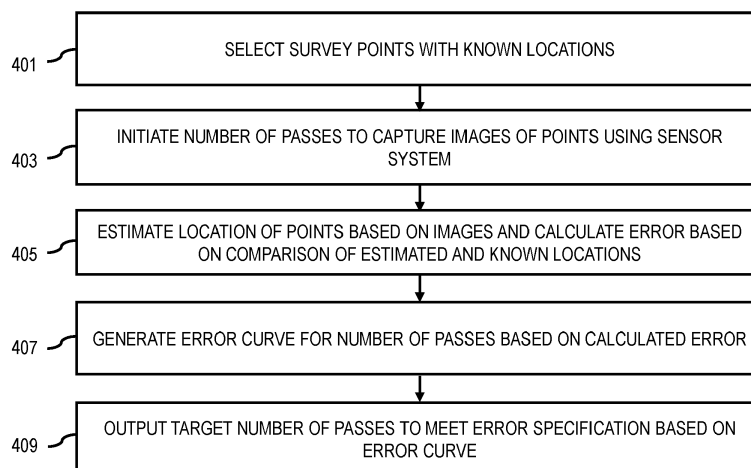 401
SELECT SURVEY POINTS WITH KNOWN LOCATIONS
403
INITIATE NUMBER OF PASSES TO CAPTURE IMAGES OF POINTS USING SENSOR
SYSTEM
405
ESTIMATE LOCATION OF POINTS BASED ON IMAGES AND CALCULATE ERROR BASED
ON COMPARISON OF ESTIMATED AND KNOWN LOCATIONS
407
GENERATE ERROR CURVE FOR NUMBER OF PASSES BASED ON CALCULATED ERROR
409
OUTPUT TARGET NUMBER OF PASSES TO MEET ERROR SPECIFICATION BASED ON
ERROR CURVE